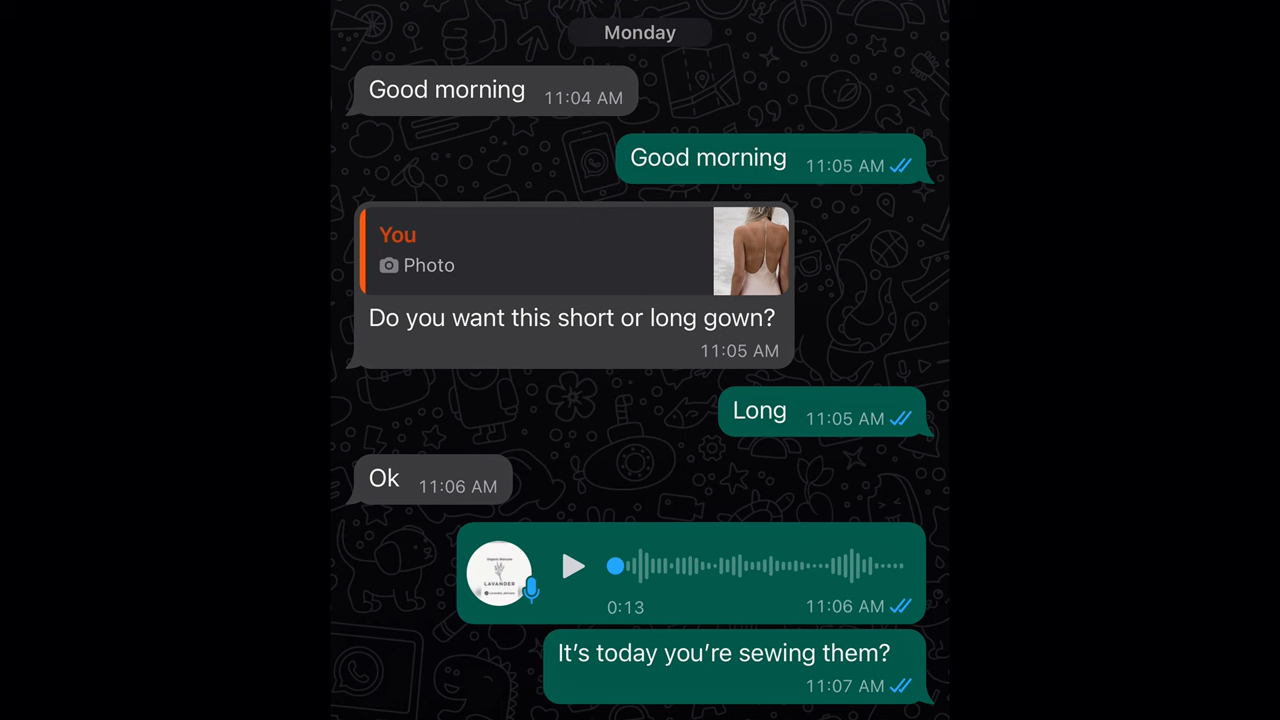 Monday
Good morning 11:04 AM
Good morning 11:05 AM
You
Photo
Do you want this short or long gown?
11:05 AM
Long 11:05 AM
Ok 11:06 AM
LAVANDER
0:13 11:06 AM
It’s today you’re sewing them?
11:07 AM